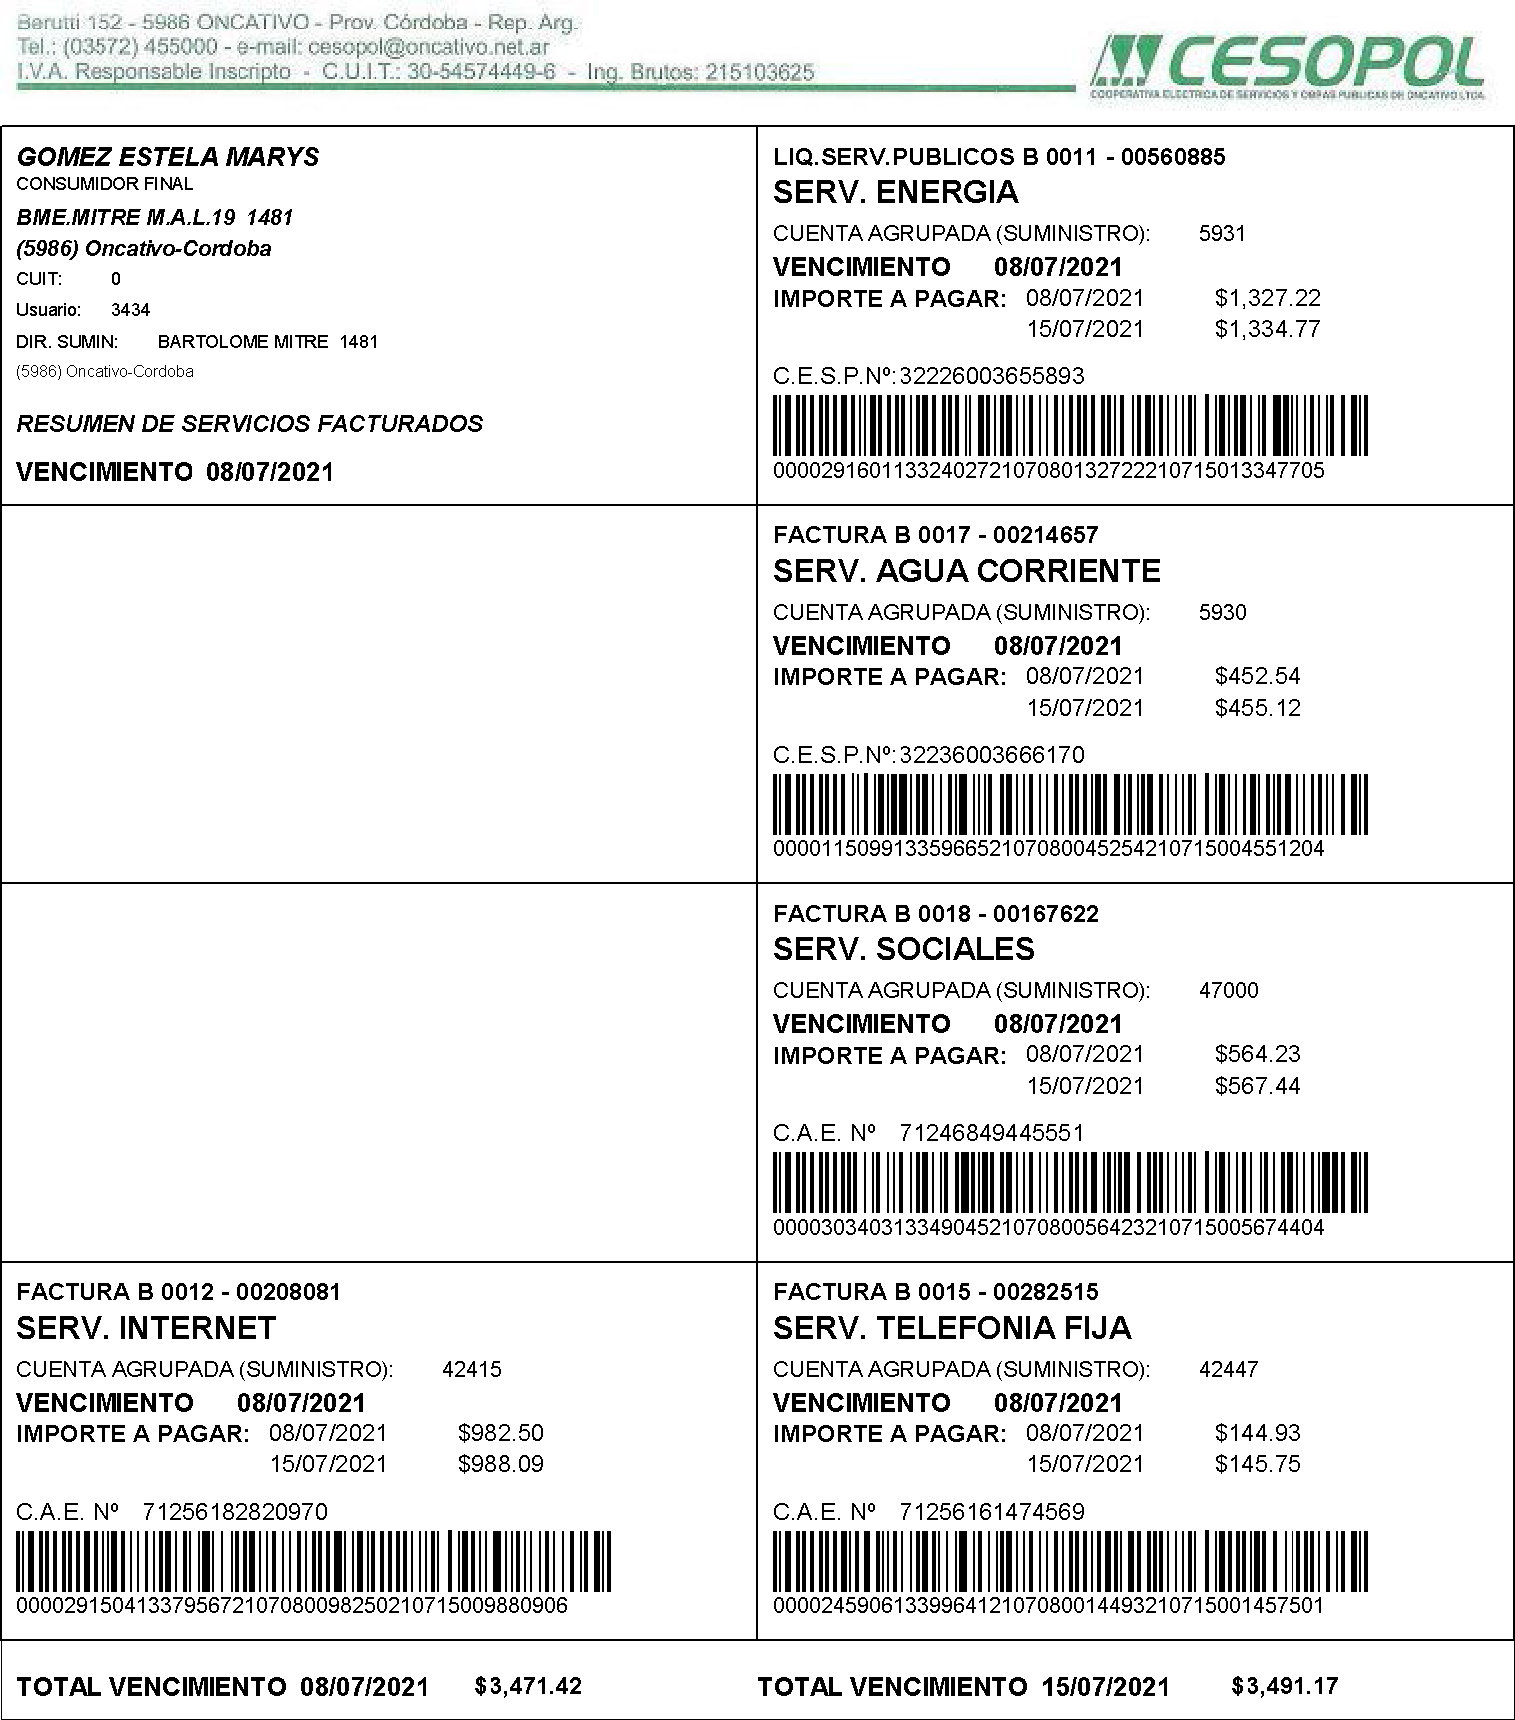 Berutti 152 - 5986 ONCATIVO - Prov. Córdoba - Rep. Arg.
Tel.: (03572) 455000 - e-mail: cesopol@oncativo.net.ar
I.V.A. Responsable Inscripto - C.U.I.T.: 30-54574449-6 - Ing. Brutos: 215103625
CESOPOL
COOPERATIVA ELECTRICA DE SERVICIOS Y OBRAS PUBLICAS DE ONCATIVO LTDA.
GOMEZ ESTELA MARYS
CONSUMIDOR FINAL
BME.MITRE M.A.L.19 1481
(5986) Oncativo-Cordoba
CUIT: 0
Usuario: 3434
DIR. SUMIN: BARTOLOME MITRE 1481
(5986) Oncativo-Cordoba
RESUMEN DE SERVICIOS FACTURADOS
VENCIMIENTO 08/07/2021
LIQ.SERV.PUBLICOS B 0011 - 00560885
SERV. ENERGIA
CUENTA AGRUPADA (SUMINISTRO): 5931
VENCIMIENTO 08/07/2021
IMPORTE A PAGAR: 08/07/2021 $1,327.22
15/07/2021 $1,334.77
C.E.S.P.Nº: 32226003655893
0000291601133240272107080132722210715013347705
FACTURA B 0017 - 00214657
SERV. AGUA CORRIENTE
CUENTA AGRUPADA (SUMINISTRO): 5930
VENCIMIENTO 08/07/2021
IMPORTE A PAGAR: 08/07/2021 $452.54
15/07/2021 $455.12
C.E.S.P.Nº: 32236003666170
0000115099133596652107080045254210715004551204
FACTURA B 0018 - 00167622
SERV. SOCIALES
CUENTA AGRUPADA (SUMINISTRO): 47000
VENCIMIENTO 08/07/2021
IMPORTE A PAGAR: 08/07/2021 $564.23
15/07/2021 $567.44
C.A.E. Nº 71246849445551
0000303403133490452107080056423210715005674404
FACTURA B 0012 - 00208081
SERV. INTERNET
CUENTA AGRUPADA (SUMINISTRO): 42415
VENCIMIENTO 08/07/2021
IMPORTE A PAGAR: 08/07/2021 $982.50
15/07/2021 $988.09
C.A.E. Nº 71256182820970
0000291504133795672107080098250210715009880906
FACTURA B 0015 - 00282515
SERV. TELEFONIA FIJA
CUENTA AGRUPADA (SUMINISTRO): 42447
VENCIMIENTO 08/07/2021
IMPORTE A PAGAR: 08/07/2021 $144.93
15/07/2021 $145.75
C.A.E. Nº 71256161474569
0000245906133996412107080014493210715001457501
TOTAL VENCIMIENTO 08/07/2021 $3,471.42
TOTAL VENCIMIENTO 15/07/2021 $3,491.17